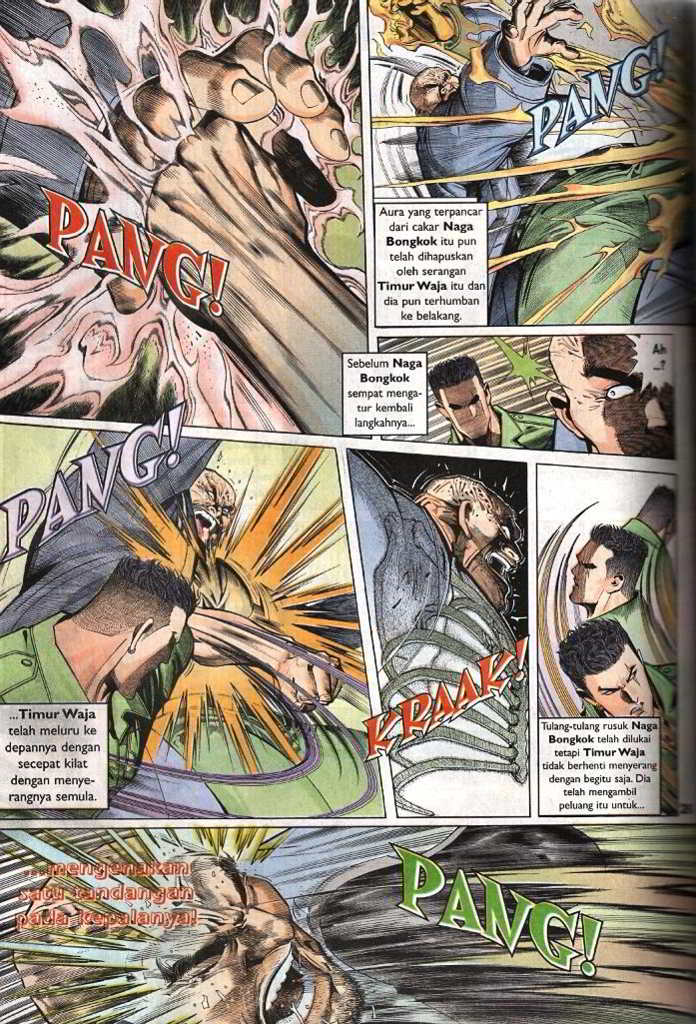 PANG!
PANG!
Aura yang terpancar
dari cakar Naga
Bongkok itu pun
telah dihapuskan
oleh serangan
Timur Waja itu dan
dia pun terhumban
ke belakang.
Sebelum Naga
Bongkok
sempat menga-
tur kembali
langkahnya...
Ah
...?
PANG!
...Timur Waja
telah meluru ke
depannya dengan
secepat kilat
dengan menye-
rangnya semula.
KRAAK!
Tulang-tulang rusuk Naga
Bongkok telah dilukai
tetapi Timur Waja
tidak berhenti menyerang
dengan begitu saja. Dia
telah mengambil
peluang itu untuk...
...mengenakan
satu tandangan
pada kepalanya!
PANG!